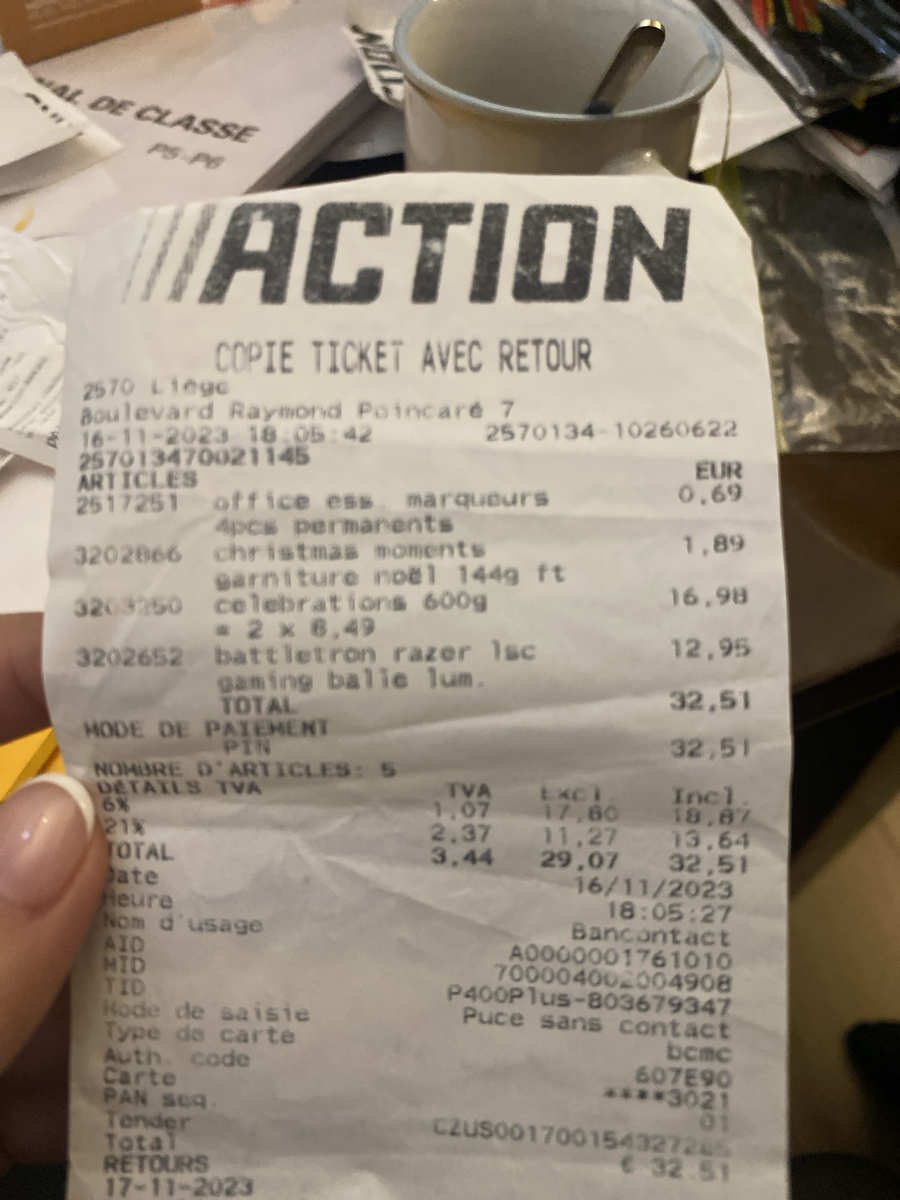 DE CLASSE
P5-P6
ACTION
COPIE TICKET AVEC RETOUR
2570 Liège
Boulevard Raymond Poincaré 7
16-11-2023 18:05:42 2570134-10260622
257013470021145
ARTICLES EUR
2517251 office ess. marqueurs 0,69
4pcs permanents
3202866 christmas moments 1,89
garniture noël 144g ft
3203250 celebrations 600g 16,98
= 2 x 8,49
3202652 battletron razer lsc 12,95
gaming balle lum.
TOTAL 32,51
MODE DE PAIEMENT
PIN 32,51
NOMBRE D'ARTICLES: 5
DÉTAILS TVA TVA Excl. Incl.
6% 1,07 17,80 18,87
21% 2,37 11,27 13,64
TOTAL 3,44 29,07 32,51
Date 16/11/2023
Heure 18:05:27
Nom d'usage Bancontact
AID A0000001761010
MID 700004002004908
TID P400Plus-803679347
Mode de saisie Puce sans contact
Type de carte bcmc
Auth. code 607E90
Carte ****3021
PAN seq. 01
Tender
Total € 32.51
RETOURS
17-11-2023